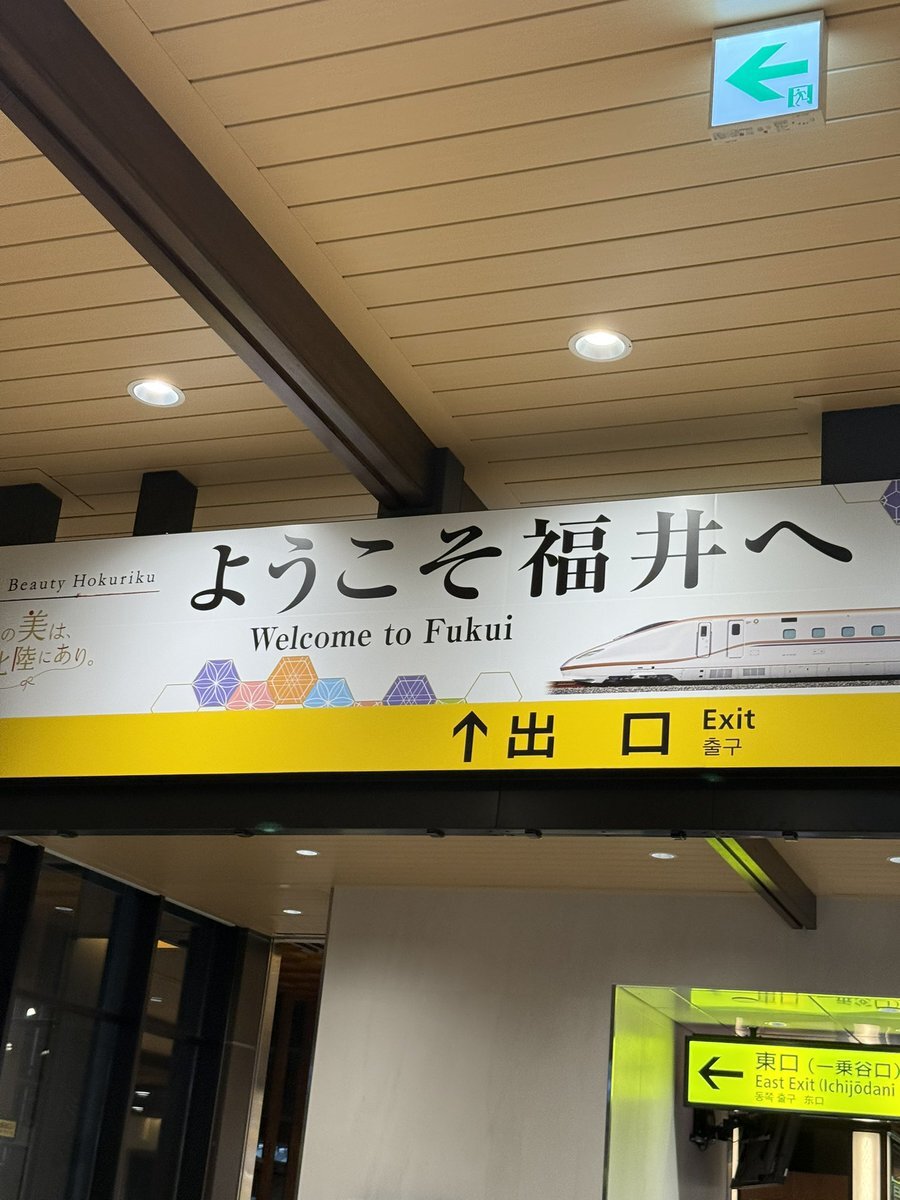 Beauty Hokuriku
の美は、
陸にあり。
ようこそ福井へ
Welcome to Fukui
↑出口 Exit
출구
← 東口(一乗谷口)
East Exit (Ichijōdani
동쪽 출구 东口